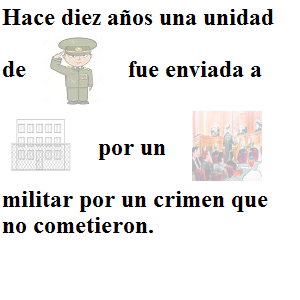 Hace diez años una unidad
de fue enviada a
por un
militar por un crimen que
no cometieron.